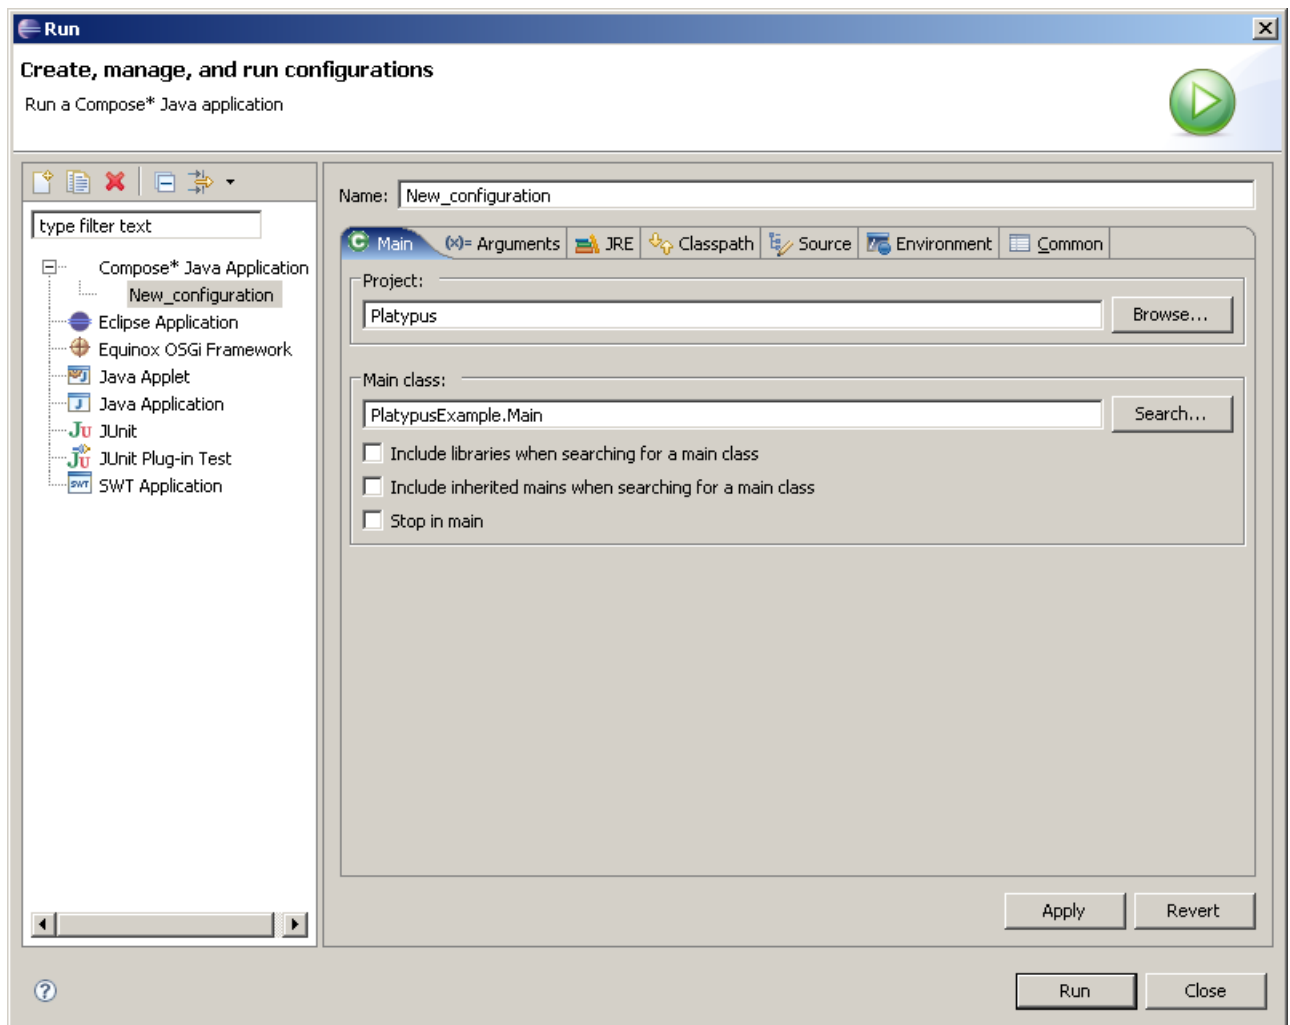 Run
Create, manage, and run configurations
Run a Compose* Java application
type filter text
Compose* Java Application
New_configuration
Eclipse Application
Equinox OSGi Framework
Java Applet
Java Application
JUnit
JUnit Plug-in Test
SWT Application
Name: New_configuration
Main (x)= Arguments JRE Classpath Source Environment Common
Project:
Platypus Browse...
Main class:
PlatypusExample.Main Search...
Include libraries when searching for a main class
Include inherited mains when searching for a main class
Stop in main
Apply Revert
Run Close